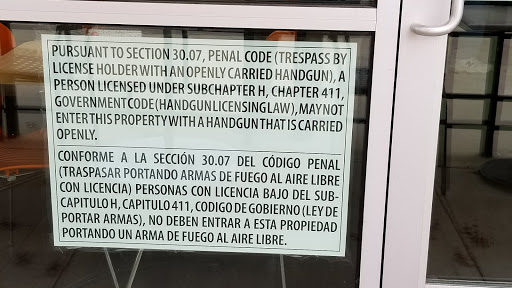 PURSUANT TO SECTION 30.07, PENAL CODE (TRESPASS BY
LICENSE HOLDER WITH AN OPENLY CARRIED HANDGUN), A
PERSON LICENSED UNDER SUBCHAPTER H, CHAPTER 411,
GOVERNMENT CODE (HANDGUN LICENSING LAW), MAY NOT
ENTER THIS PROPERTY WITH A HANDGUN THAT IS CARRIED
OPENLY.
CONFORME A LA SECCIÓN 30.07 DEL CÓDIGO PENAL
(TRASPASAR PORTANDO ARMAS DE FUEGO AL AIRE LIBRE
CON LICENCIA) PERSONAS CON LICENCIA BAJO DEL SUB-
CAPITULO H, CAPITULO 411, CODIGO DE GOBIERNO (LEY DE
PORTAR ARMAS), NO DEBEN ENTRAR A ESTA PROPIEDAD
PORTANDO UN ARMA DE FUEGO AL AIRE LIBRE.